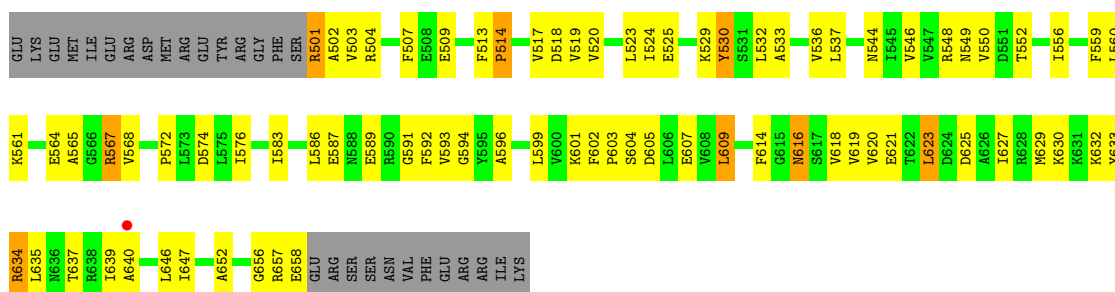 GLU LYS GLU MET ILE GLU ARG ASP MET ARG GLU TYR ARG GLY PHE SER R501 A502 V503 R504 F507 E508 E509 F513 P514 V517 D518 V519 V520 L523 I524 E525 K529 Y530 S531 L532 A533 V536 L537 N544 I545 V546 V547 R548 N549 V550 D551 T552 I556 F559 L560
K561 E564 A565 G566 R567 V568 P572 L573 D574 L575 I576 I583 L586 E587 N588 E589 R590 G591 F592 V593 G594 Y595 A596 L599 V600 K601 F602 P603 S604 D605 L606 E607 V608 L609 F614 G615 N616 S617 V618 V619 V620 E621 T622 L623 D624 D625 A626 I627 R628 M629 K630 K631 K632 Y633
R634 L635 N636 T637 R638 I639 A640 L646 I647 A652 G656 R657 E658 GLU ARG SER SER ASN VAL PHE GLU ARG ARG ILE LYS